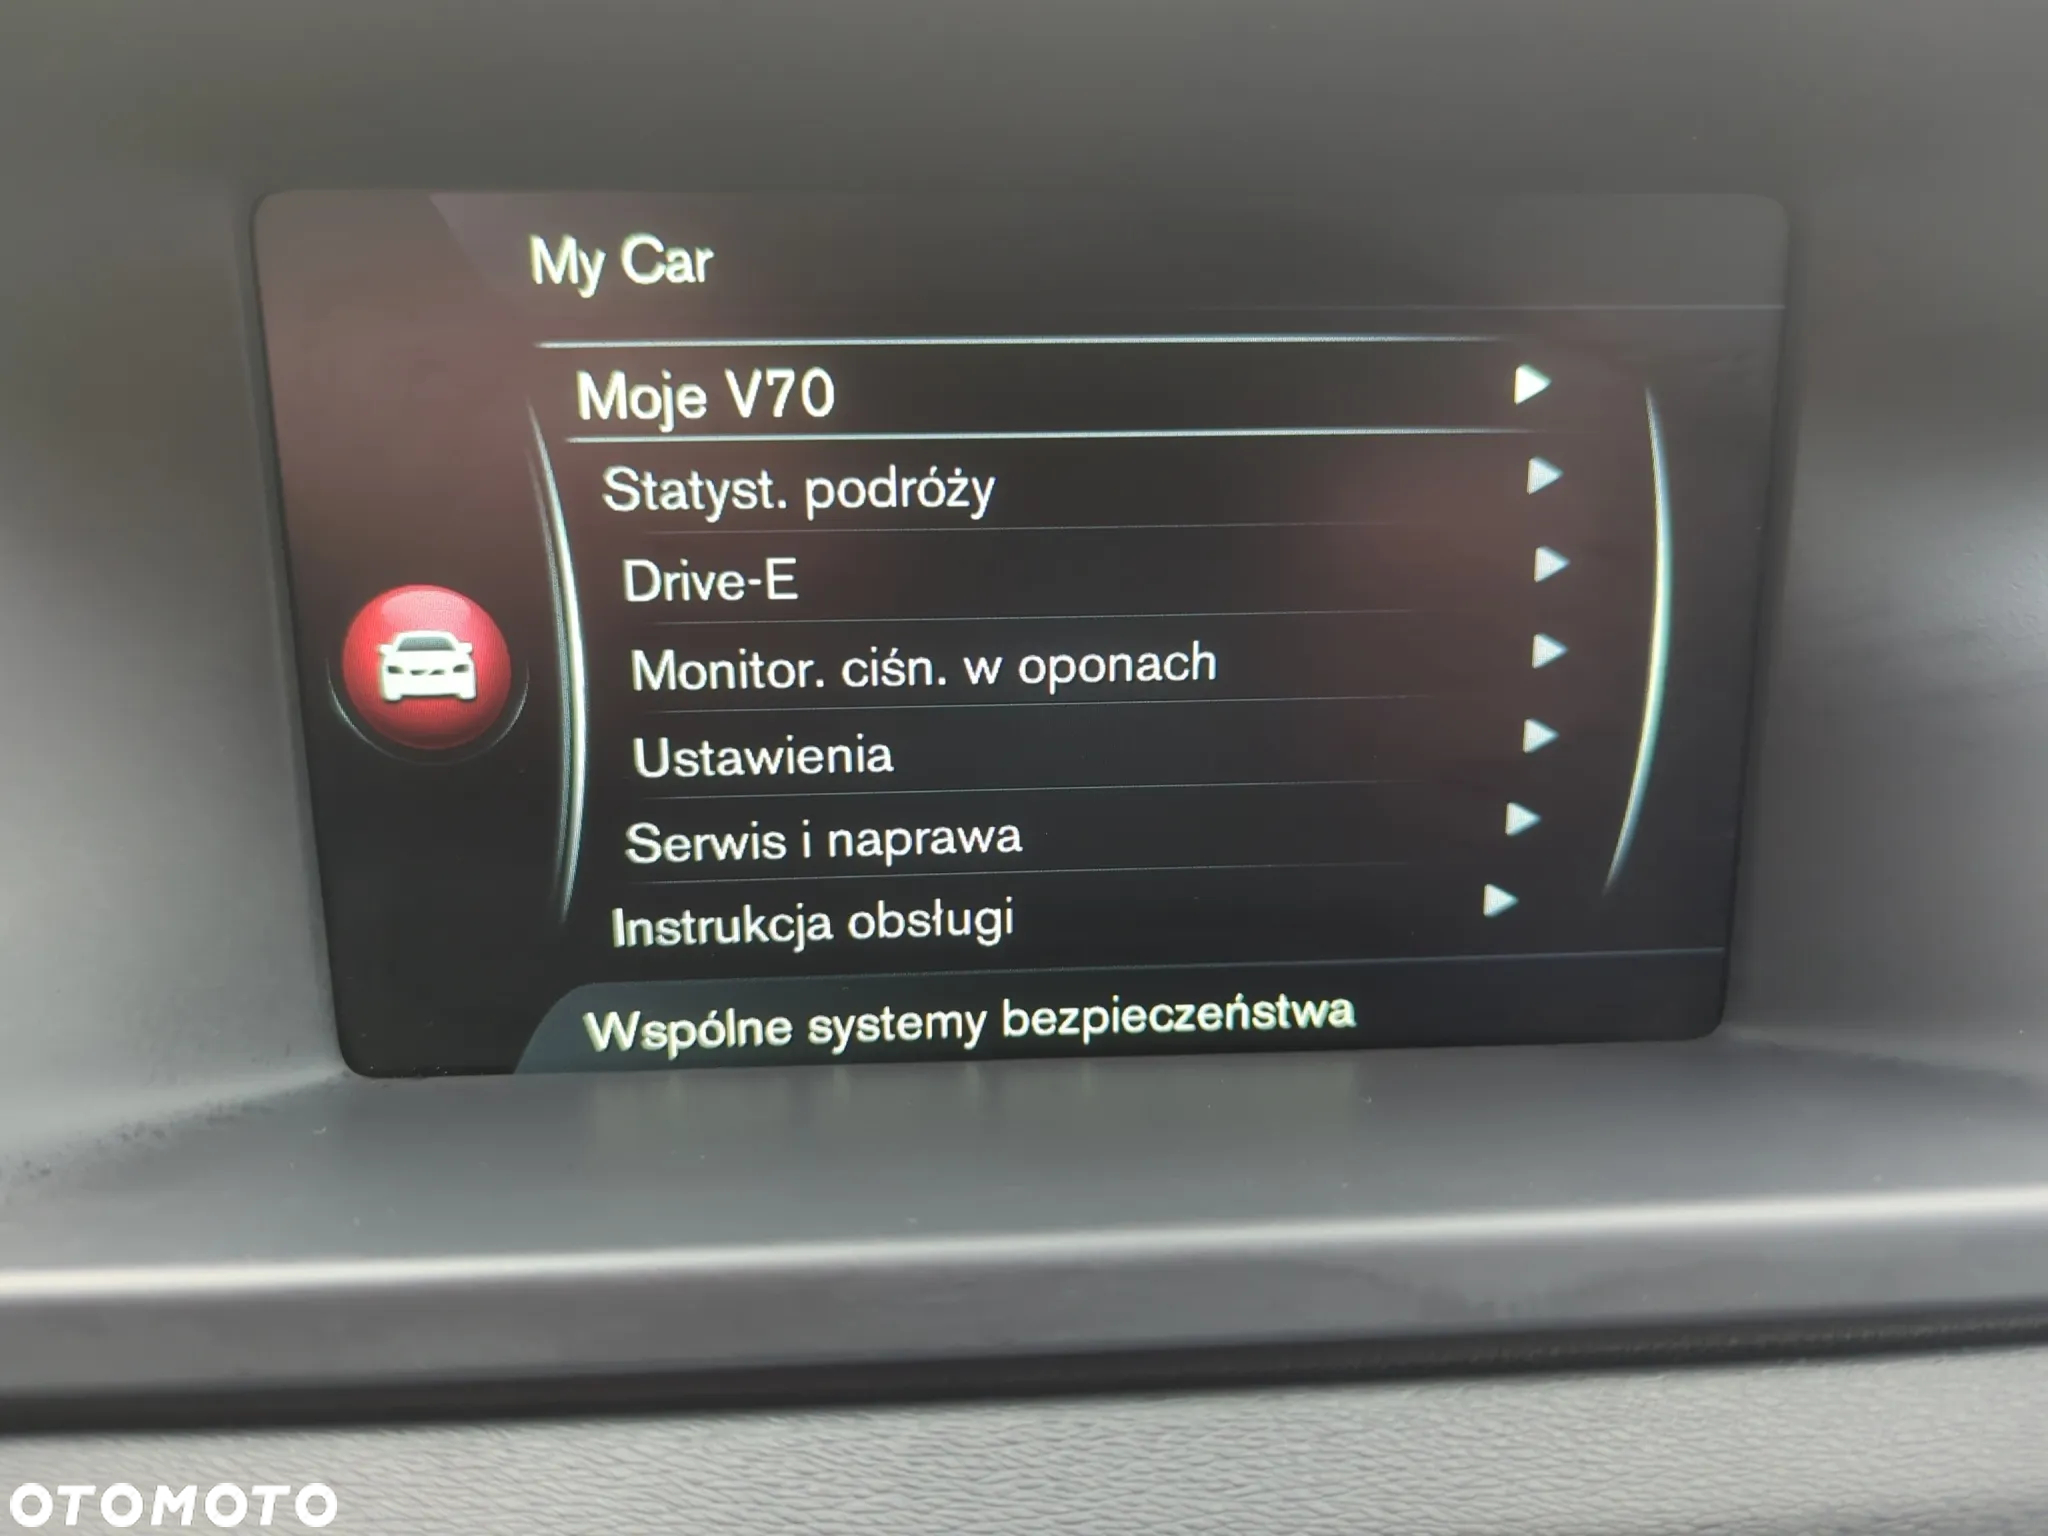 My Car
Moje V70
Statyst. podróży
Drive-E
Monitor. ciśn. w oponach
Ustawienia
Serwis i naprawa
Instrukcja obsługi
Wspólne systemy bezpieczeństwa
OTOMOTO